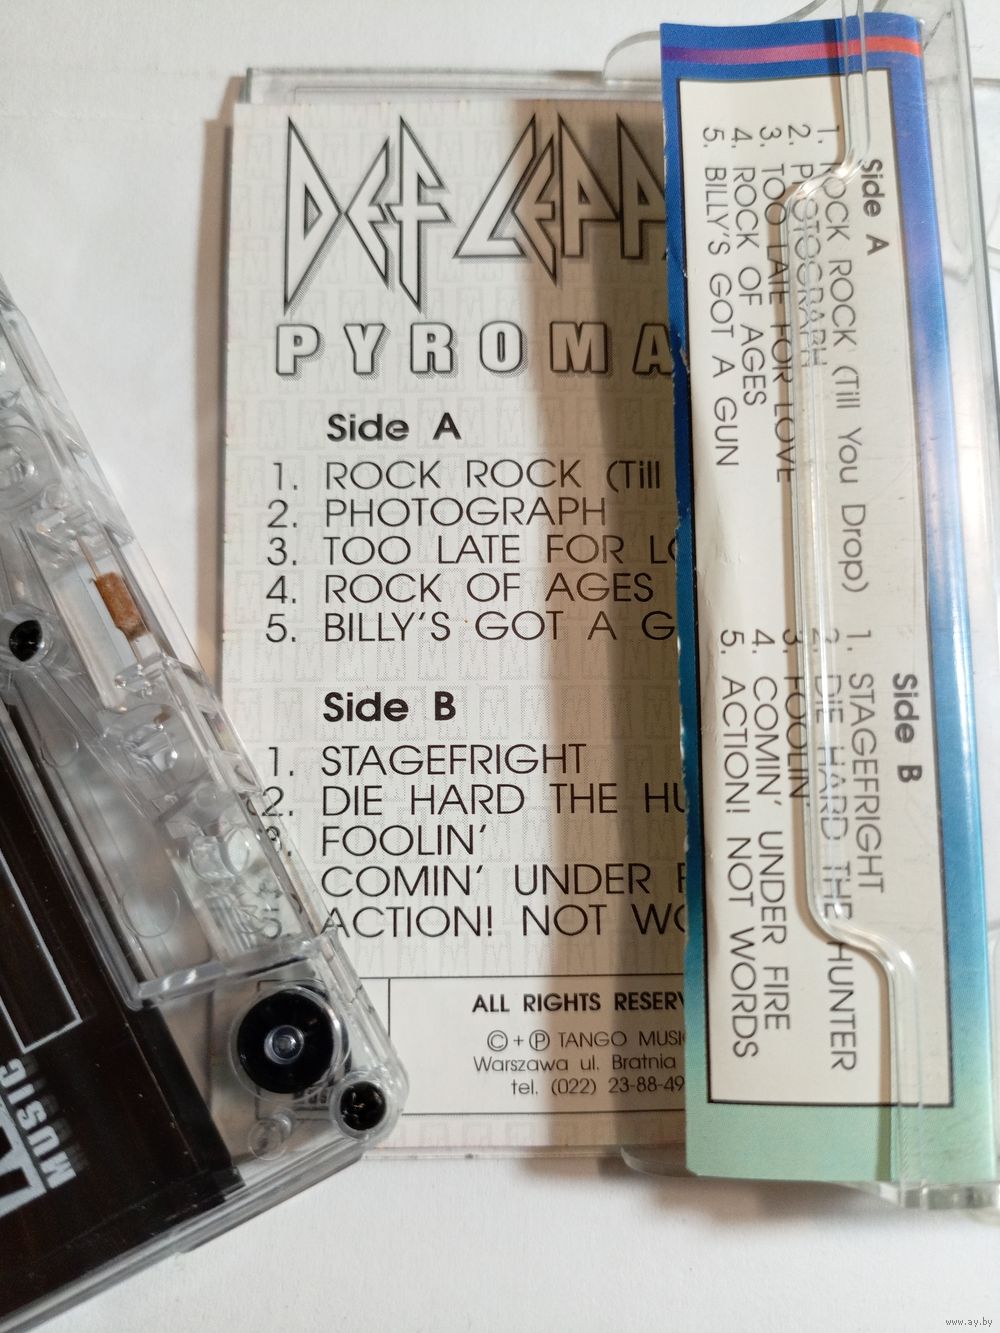 DEF LEPPA
PYROMA
Side A
1. ROCK ROCK (Till
2. PHOTOGRAPH
3. TOO LATE FOR LO
4. ROCK OF AGES
5. BILLY'S GOT A G
Side B
1. STAGEFRIGHT
2. DIE HARD THE HU
3. FOOLIN'
COMIN' UNDER F
5. ACTION! NOT WO
ALL RIGHTS RESERV
© + ℗ TANGO MUSIC
Warszawa ul. Bratnia
tel. (022) 23-88-49
Side A
1. ROCK ROCK (Till You Drop)
2. PHOTOGRAPH
3. TOO LATE FOR LOVE
4. ROCK OF AGES
5. BILLY'S GOT A GUN
Side B
1. STAGEFRIGHT
2. DIE HARD THE HUNTER
3. FOOLIN'
4. COMIN' UNDER FIRE
5. ACTION! NOT WORDS
MUSIC
www.ay.by